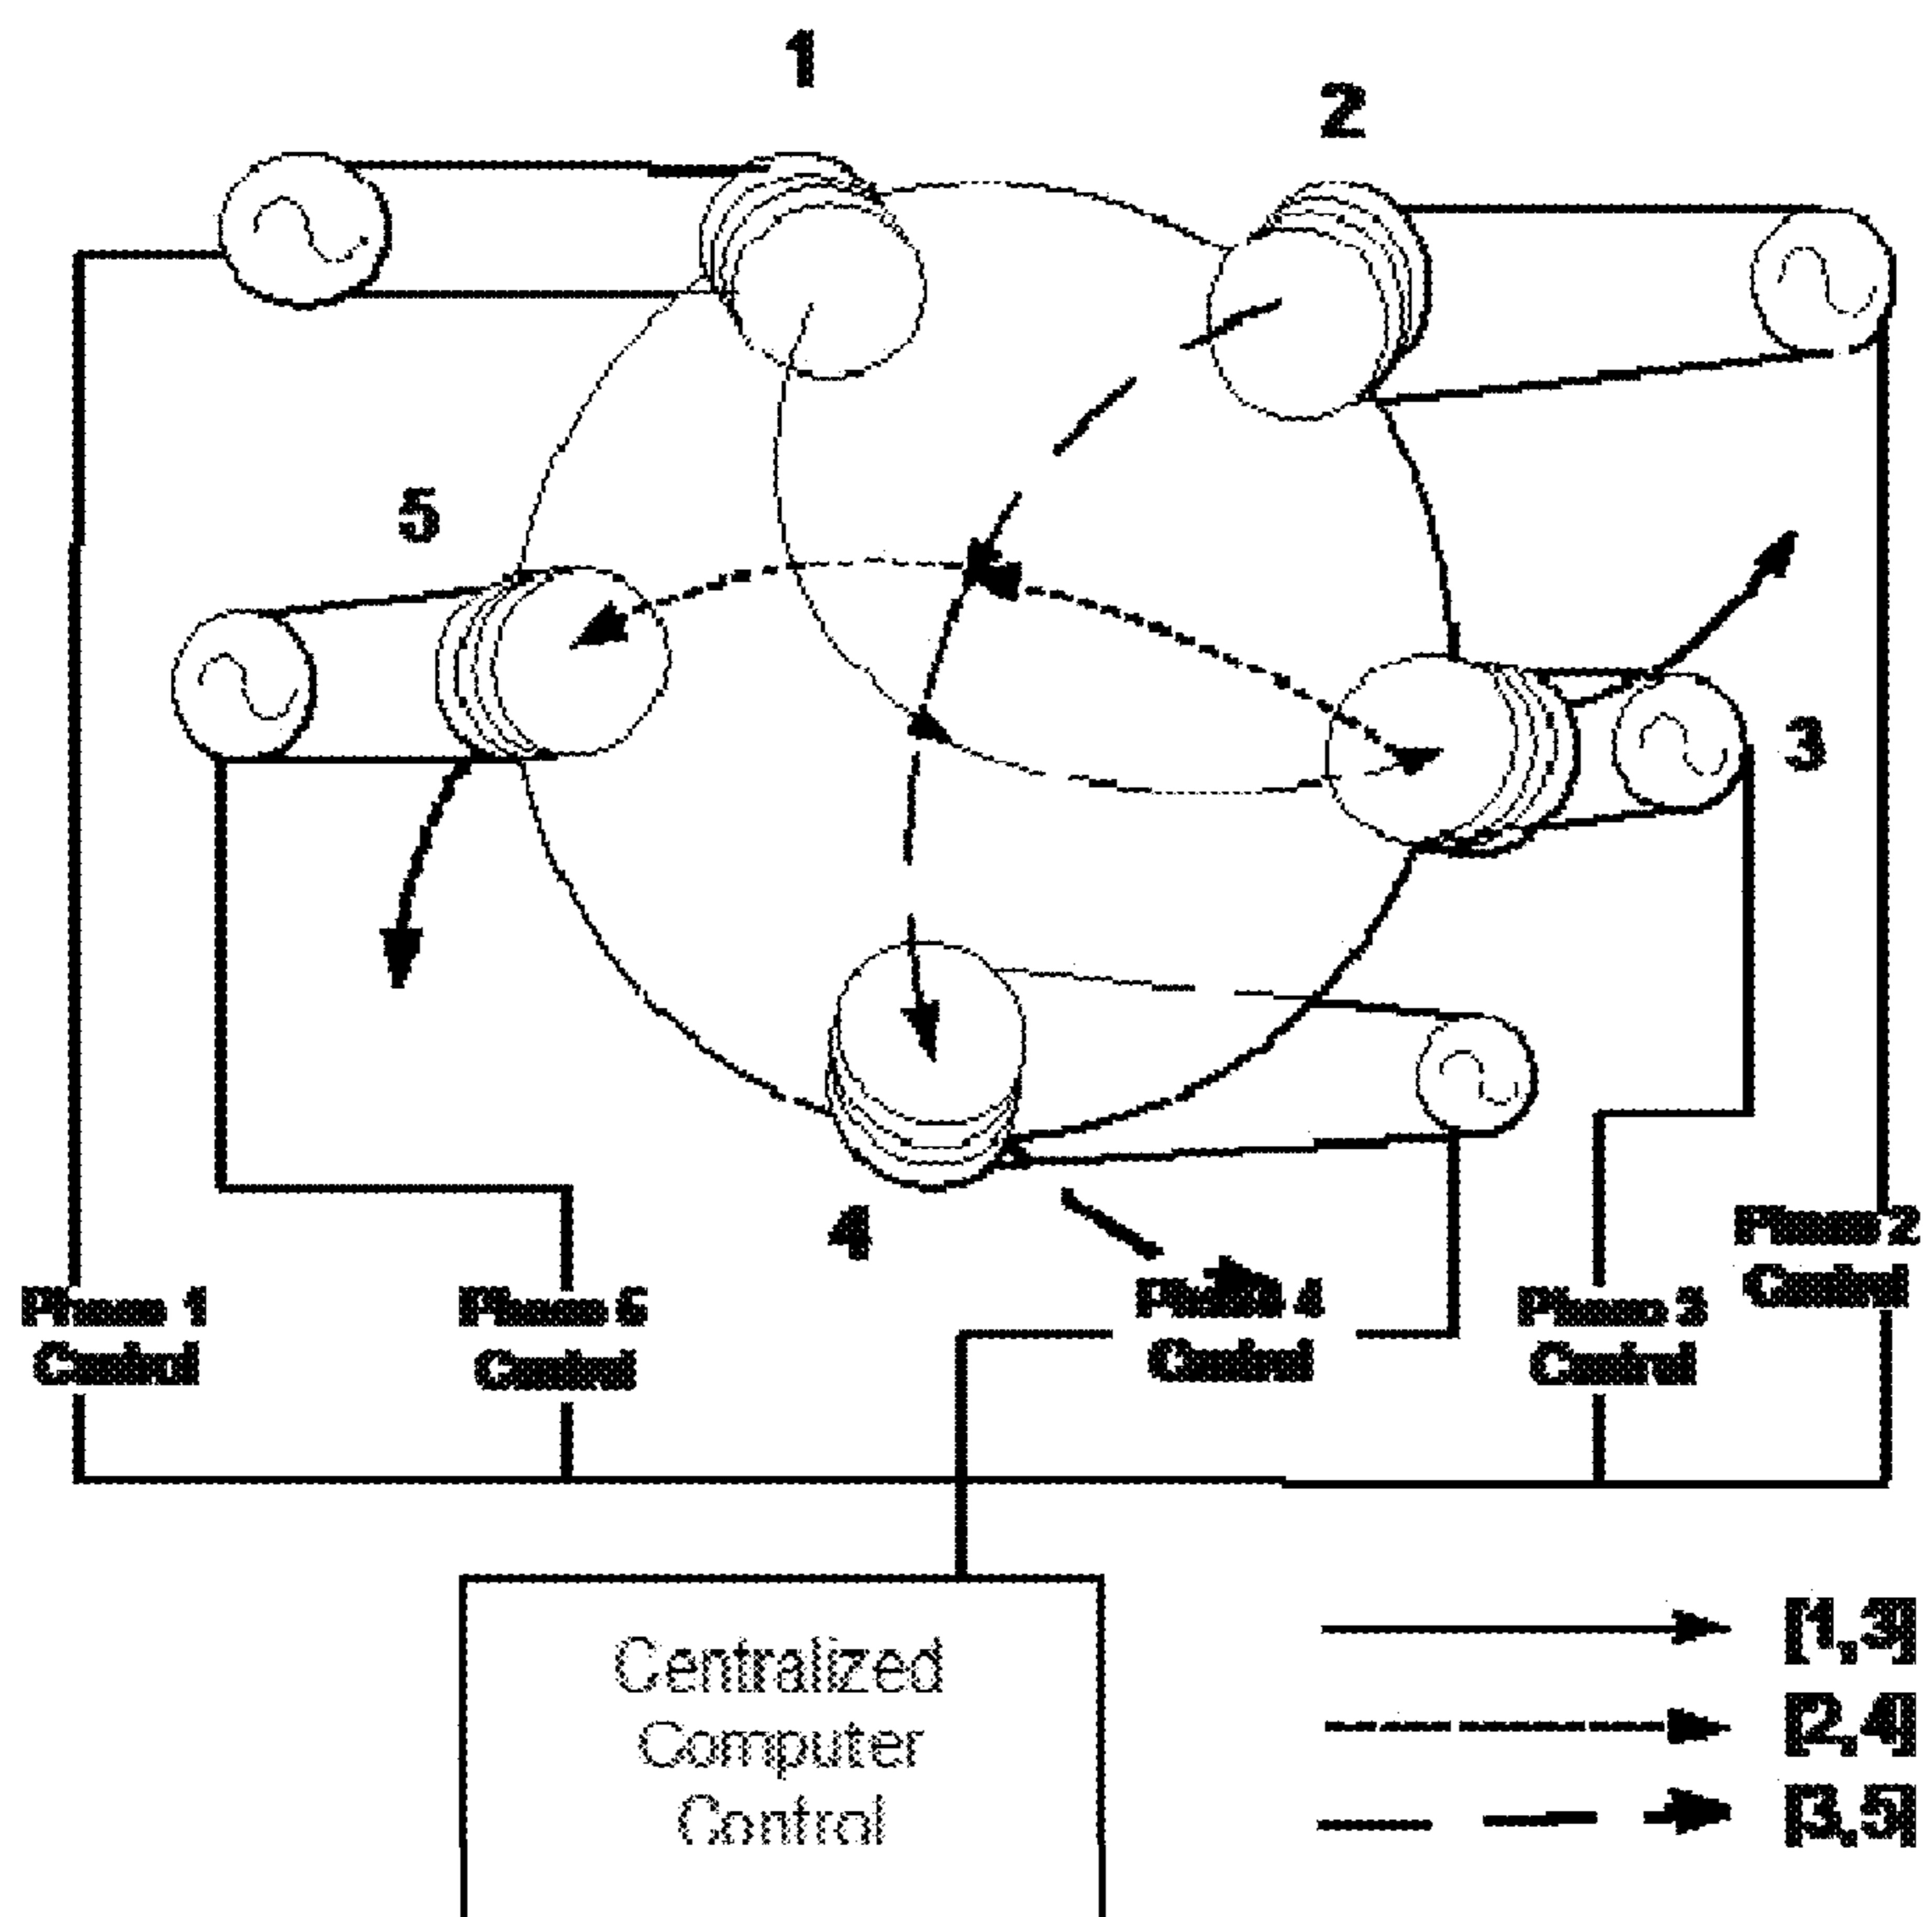 1
2
5
3
4
Phase 2
Control
Phase 1
Control
Phase 5
Control
Phase 4
Control
Phase 3
Control
Centralized
Computer
Control
[1,3]
[2,4]
[3,5]